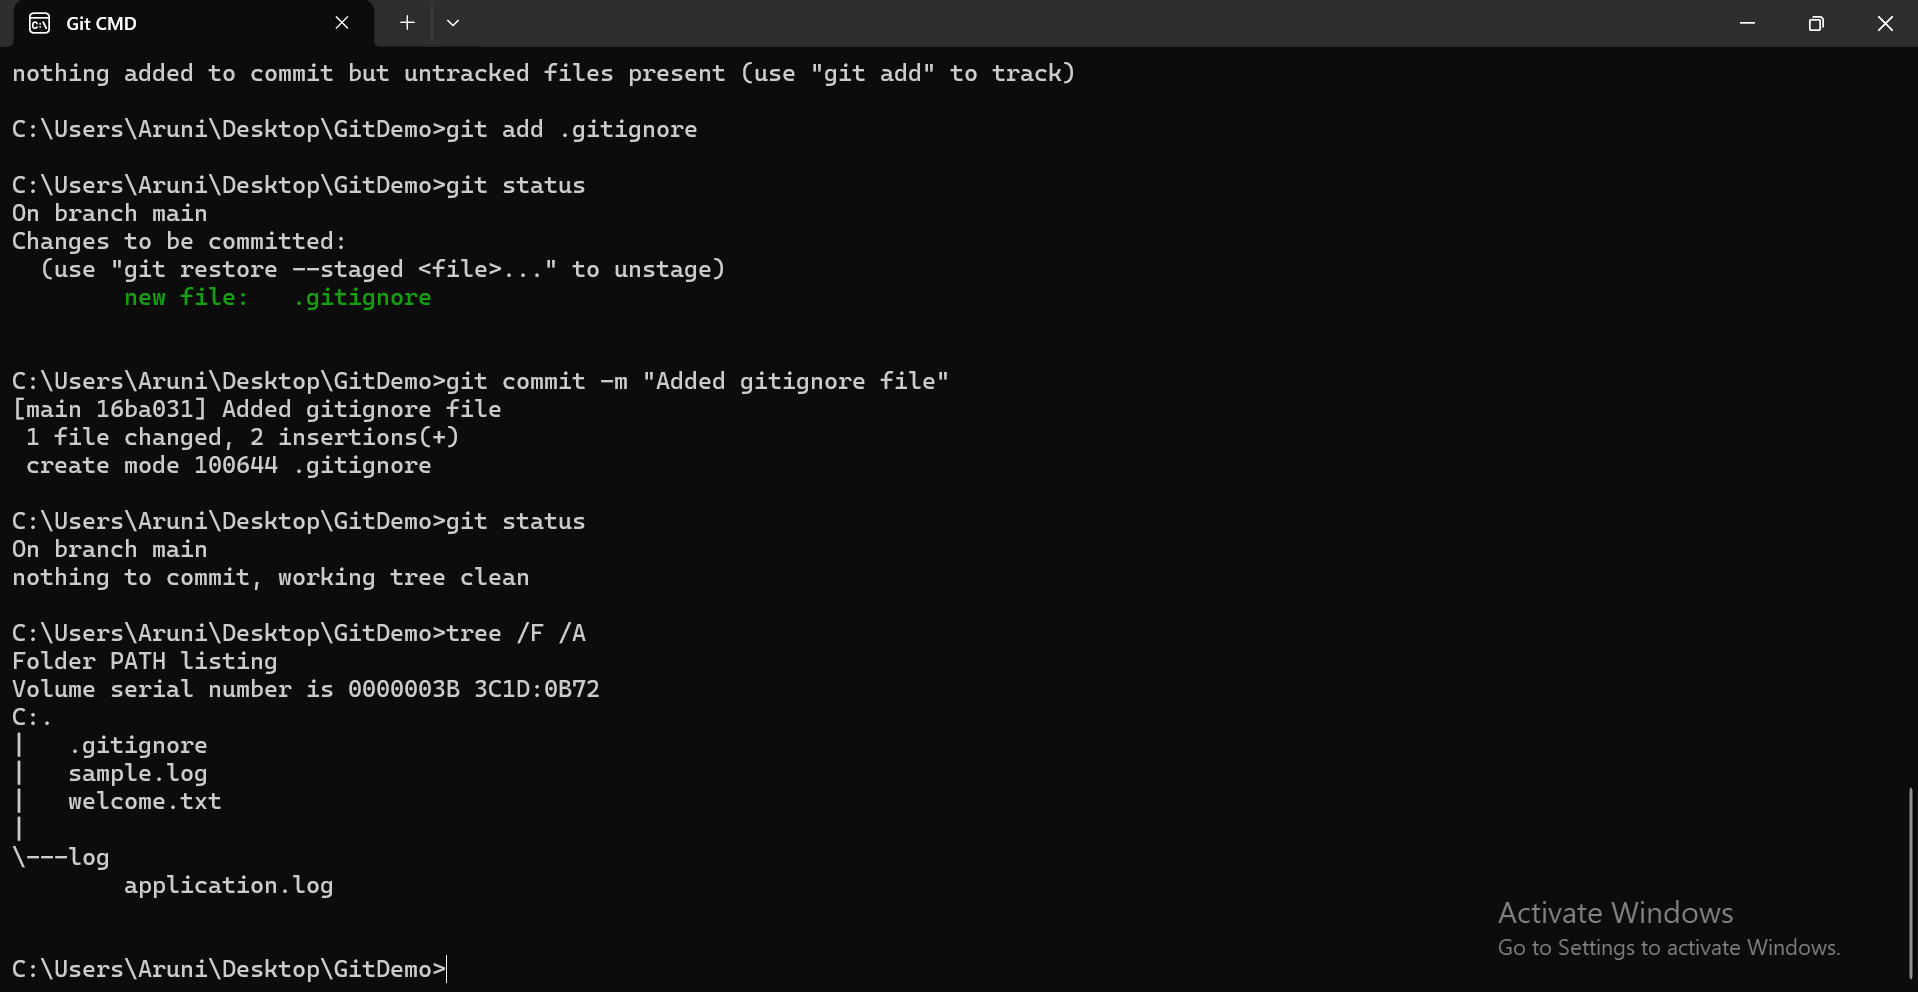 Git CMD
nothing added to commit but untracked files present (use "git add" to track)
C:\Users\Aruni\Desktop\GitDemo>git add .gitignore
C:\Users\Aruni\Desktop\GitDemo>git status
On branch main
Changes to be committed:
  (use "git restore --staged <file>..." to unstage)
        new file:   .gitignore
C:\Users\Aruni\Desktop\GitDemo>git commit -m "Added gitignore file"
[main 16ba031] Added gitignore file
 1 file changed, 2 insertions(+)
 create mode 100644 .gitignore
C:\Users\Aruni\Desktop\GitDemo>git status
On branch main
nothing to commit, working tree clean
C:\Users\Aruni\Desktop\GitDemo>tree /F /A
Folder PATH listing
Volume serial number is 0000003B 3C1D:0B72
C:.
|   .gitignore
|   sample.log
|   welcome.txt
|
\---log
        application.log
C:\Users\Aruni\Desktop\GitDemo>
Activate Windows
Go to Settings to activate Windows.